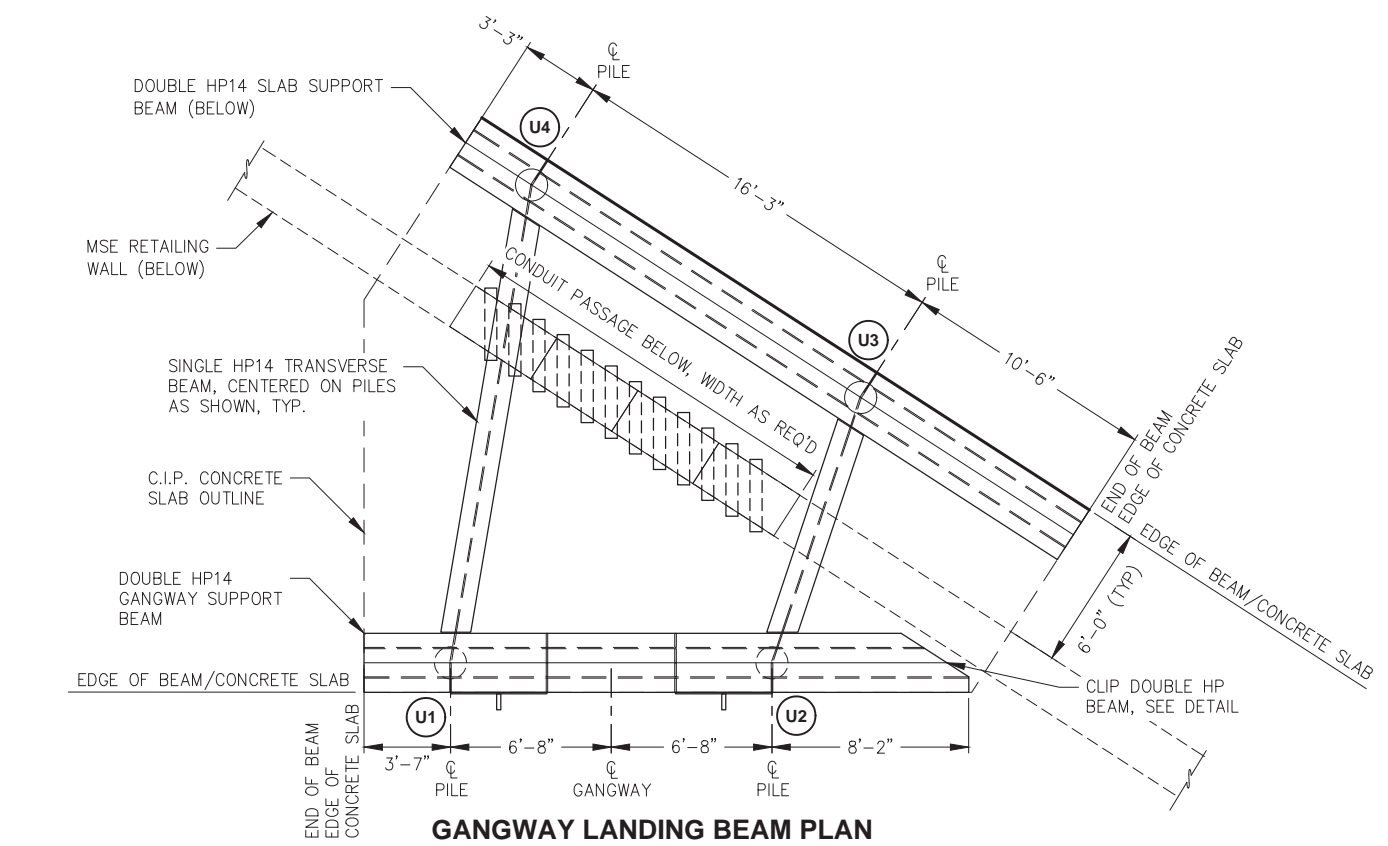 3'-3"
℄
PILE
DOUBLE HP14 SLAB SUPPORT
BEAM (BELOW)
U4
16'-3"
℄
PILE
MSE RETAILING
WALL (BELOW)
CONDUIT PASSAGE BELOW, WIDTH AS REQ'D
U3
10'-6"
SINGLE HP14 TRANSVERSE
BEAM, CENTERED ON PILES
AS SHOWN, TYP.
END OF BEAM
EDGE OF CONCRETE SLAB
C.I.P. CONCRETE
SLAB OUTLINE
EDGE OF BEAM/CONCRETE SLAB
6'-0" (TYP)
DOUBLE HP14
GANGWAY SUPPORT
BEAM
EDGE OF BEAM/CONCRETE SLAB
CLIP DOUBLE HP
BEAM, SEE DETAIL
U1
U2
END OF BEAM
EDGE OF
CONCRETE SLAB
3'-7"
6'-8"
6'-8"
8'-2"
℄
PILE
℄
GANGWAY
℄
PILE
GANGWAY LANDING BEAM PLAN